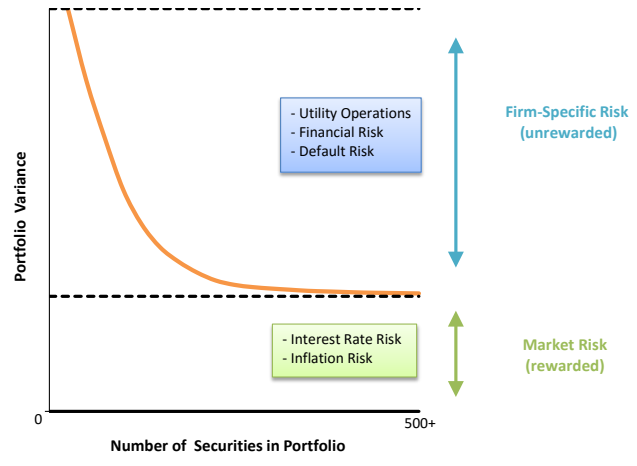 - Utility Operations
- Financial Risk
- Default Risk
Firm-Specific Risk
(unrewarded)
Portfolio Variance
- Interest Rate Risk
- Inflation Risk
Market Risk
(rewarded)
0
500+
Number of Securities in Portfolio